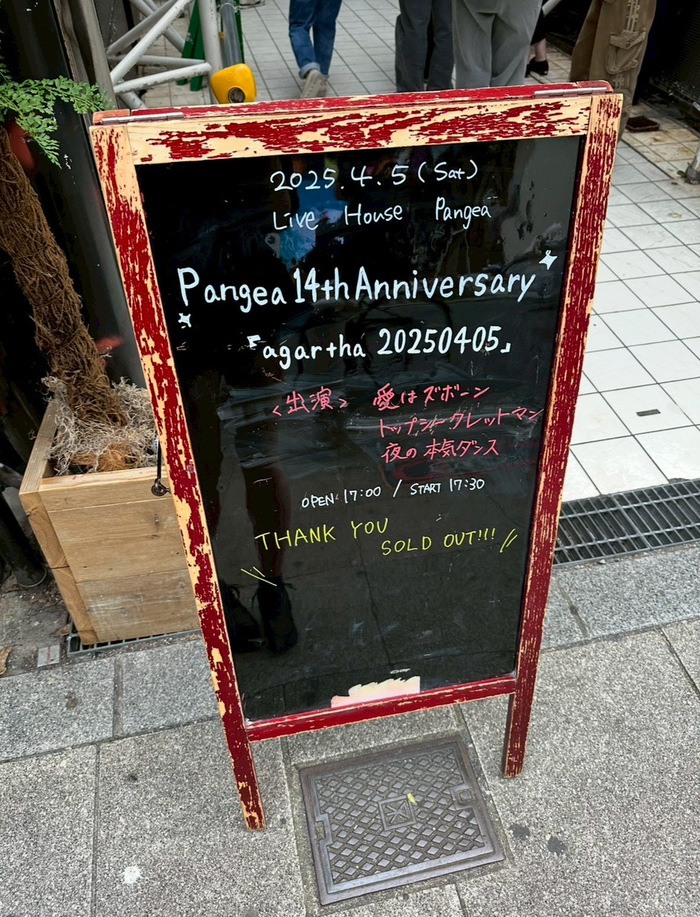 2025.4.5 (Sat)
Live House Pangea
Pangea 14th Anniversary
『agartha 20250405』
<出演> 愛はズボーン
トップシークレットマン
夜の本気ダンス
OPEN 17:00 / START 17:30
THANK YOU
SOLD OUT!!!